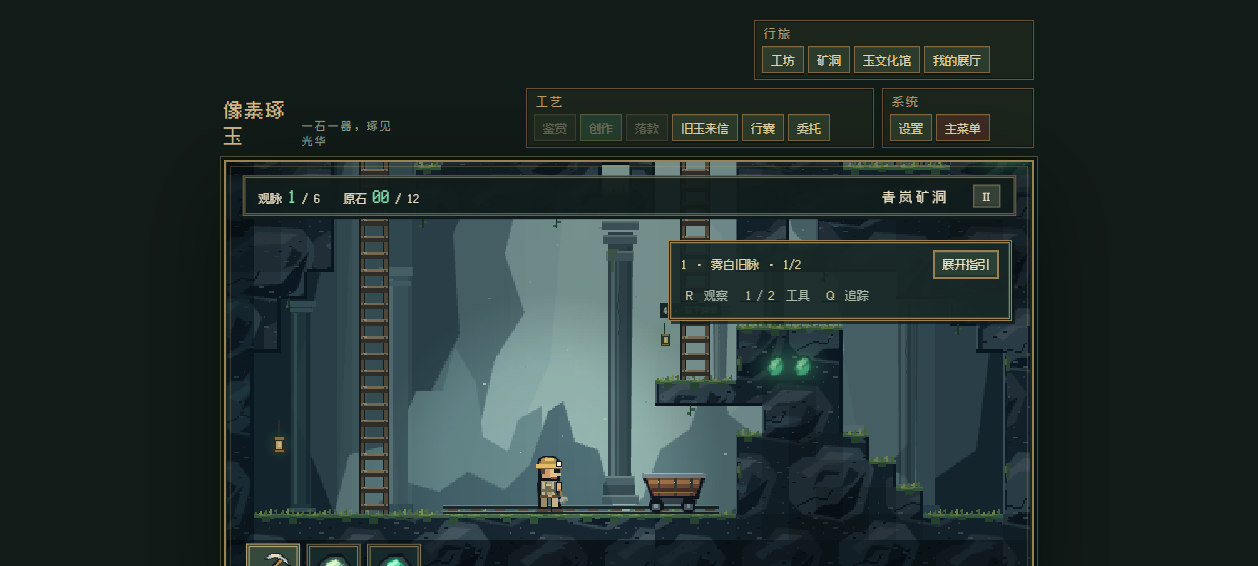 行旅
工坊 矿洞 玉文化馆 我的展厅
像素琢
玉
一石一器，琢见
光华
工艺
鉴赏 创作 落款 旧玉来信 行囊 委托
系统
设置 主菜单
观脉 1 / 6 原石 00 / 12
青岚矿洞 II
1 · 雾白旧脉 · 1/2
展开指引
R 观察 1 / 2 工具 Q 追踪